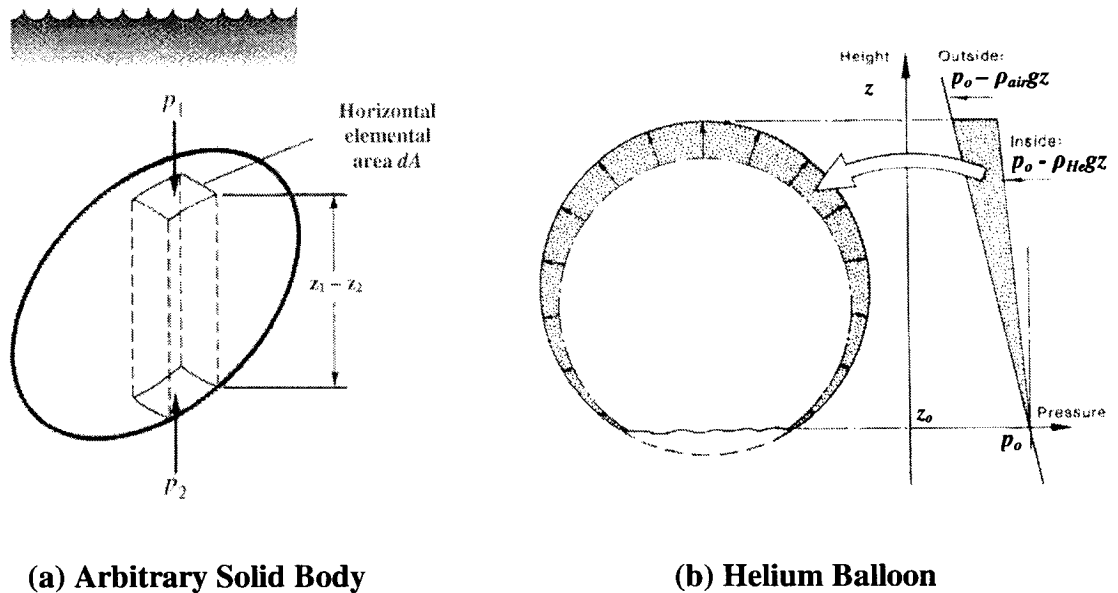 p₁
Horizontal
elemental
area dA
z₁ – z₂
p₂
(a) Arbitrary Solid Body
Height
z
Outside:
pₒ – ρₐᵢᵣgz
Inside:
pₒ - ρHegz
zₒ
Pressure
pₒ
(b) Helium Balloon